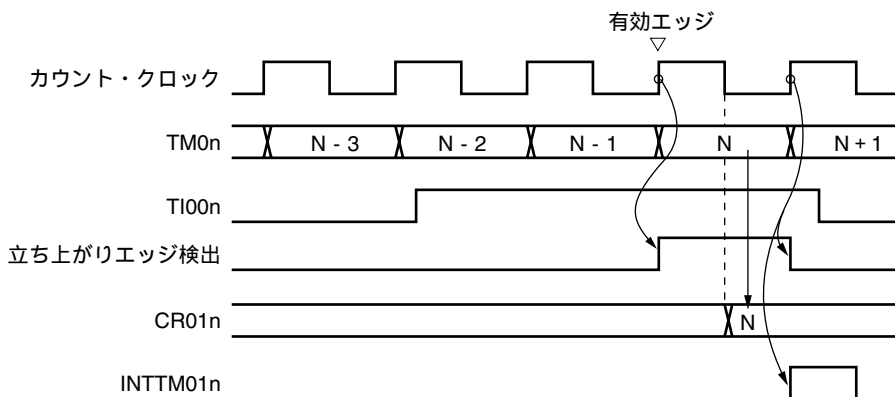 有効エッジ
カウント・クロック
TM0n N - 3 N - 2 N - 1 N N + 1
TI00n
立ち上がりエッジ検出
CR01n N
INTTM01n